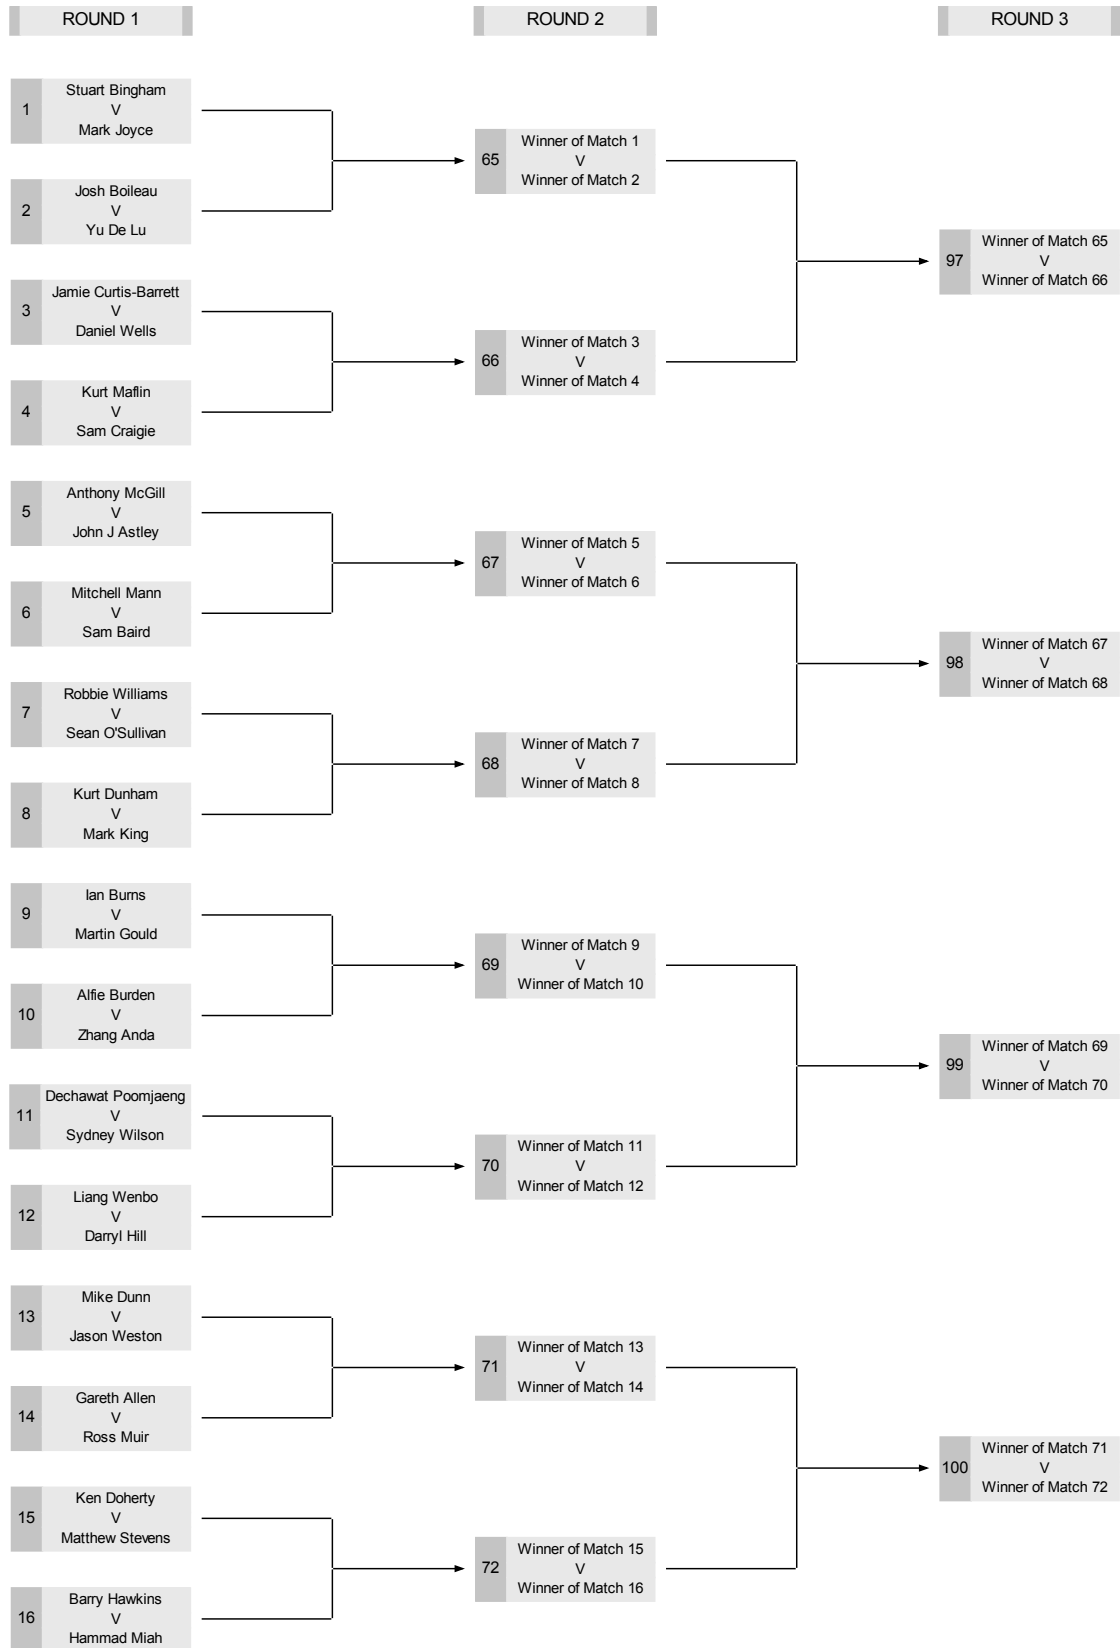 ROUND 1
ROUND 2
ROUND 3
1
Stuart Bingham
V
Mark Joyce
2
Josh Boileau
V
Yu De Lu
3
Jamie Curtis-Barrett
V
Daniel Wells
4
Kurt Maflin
V
Sam Craigie
5
Anthony McGill
V
John J Astley
6
Mitchell Mann
V
Sam Baird
7
Robbie Williams
V
Sean O'Sullivan
8
Kurt Dunham
V
Mark King
9
Ian Burns
V
Martin Gould
10
Alfie Burden
V
Zhang Anda
11
Dechawat Poomjaeng
V
Sydney Wilson
12
Liang Wenbo
V
Darryl Hill
13
Mike Dunn
V
Jason Weston
14
Gareth Allen
V
Ross Muir
15
Ken Doherty
V
Matthew Stevens
16
Barry Hawkins
V
Hammad Miah
65
Winner of Match 1
V
Winner of Match 2
66
Winner of Match 3
V
Winner of Match 4
67
Winner of Match 5
V
Winner of Match 6
68
Winner of Match 7
V
Winner of Match 8
69
Winner of Match 9
V
Winner of Match 10
70
Winner of Match 11
V
Winner of Match 12
71
Winner of Match 13
V
Winner of Match 14
72
Winner of Match 15
V
Winner of Match 16
97
Winner of Match 65
V
Winner of Match 66
98
Winner of Match 67
V
Winner of Match 68
99
Winner of Match 69
V
Winner of Match 70
100
Winner of Match 71
V
Winner of Match 72